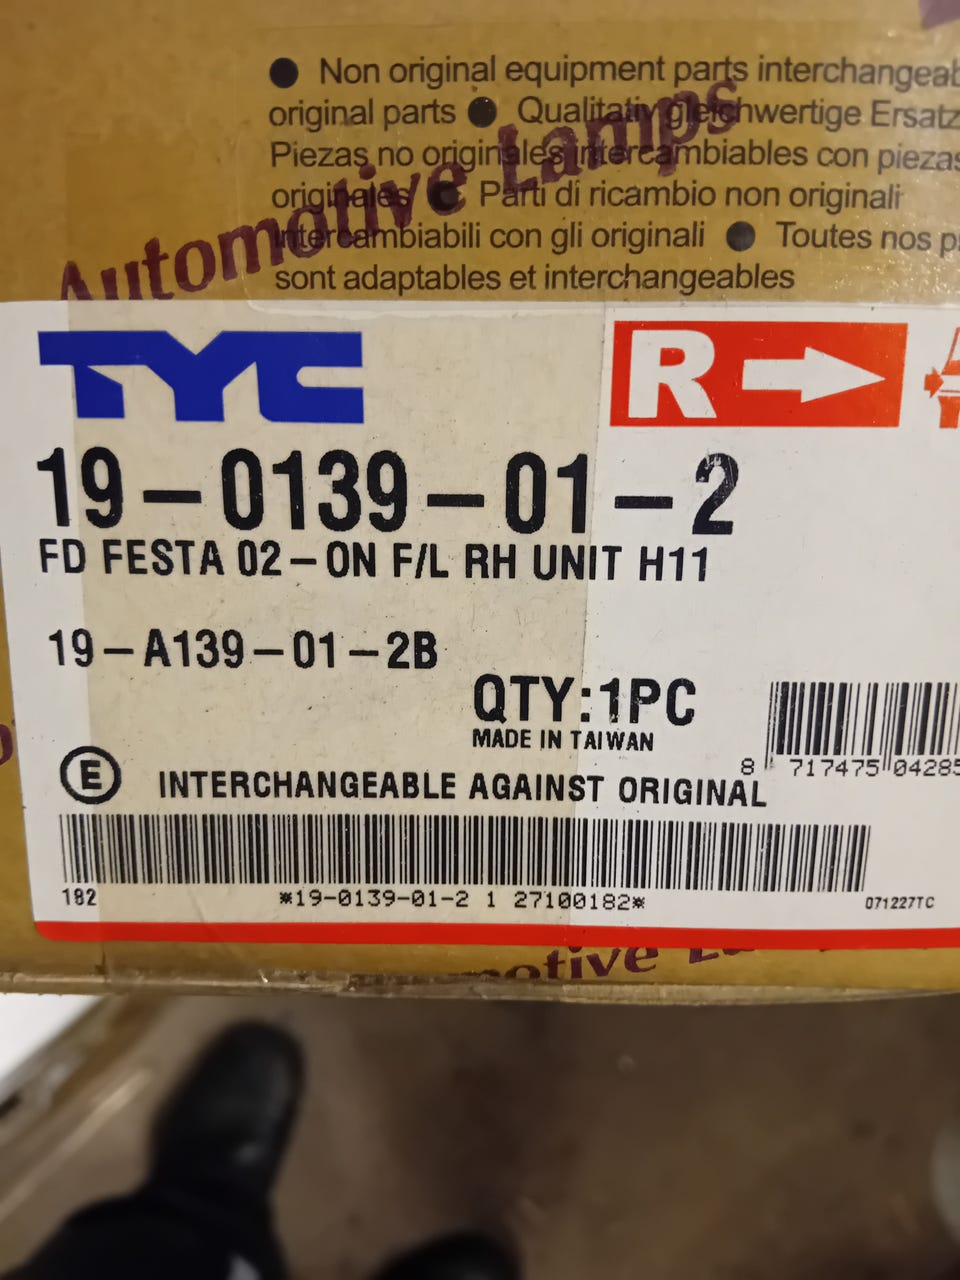 ● Non original equipment parts interchangeab
original parts ● Qualitativ gleichwertige Ersatz
Piezas no originales intercambiables con piezas
originales ● Parti di ricambio non originali
intercambiabili con gli originali ● Toutes nos p
sont adaptables et interchangeables
Automotive Lamps
TYC
R
19-0139-01-2
FD FESTA 02-ON F/L RH UNIT H11
19-A139-01-2B
QTY:1PC
MADE IN TAIWAN
8 717475 04285
E INTERCHANGEABLE AGAINST ORIGINAL
182 *19-0139-01-2 1 27100182* 071227TC
otive